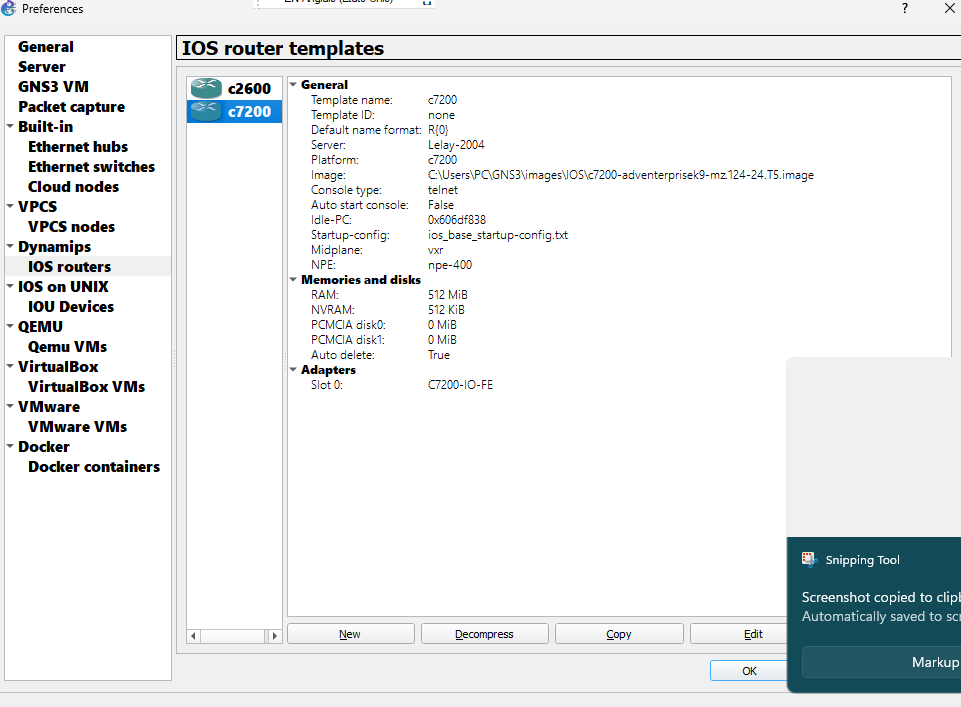 Preferences
?
General
Server
GNS3 VM
Packet capture
Built-in
Ethernet hubs
Ethernet switches
Cloud nodes
VPCS
VPCS nodes
Dynamips
IOS routers
IOS on UNIX
IOU Devices
QEMU
Qemu VMs
VirtualBox
VirtualBox VMs
VMware
VMware VMs
Docker
Docker containers
IOS router templates
c2600
c7200
General
Template name: c7200
Template ID: none
Default name format: R{0}
Server: Lelay-2004
Platform: c7200
Image: C:\Users\PC\GNS3\images\IOS\c7200-adventerprisek9-mz.124-24.T5.image
Console type: telnet
Auto start console: False
Idle-PC: 0x606df838
Startup-config: ios_base_startup-config.txt
Midplane: vxr
NPE: npe-400
Memories and disks
RAM: 512 MiB
NVRAM: 512 KiB
PCMCIA disk0: 0 MiB
PCMCIA disk1: 0 MiB
Auto delete: True
Adapters
Slot 0: C7200-IO-FE
New Decompress Copy Edit
OK
Snipping Tool
Screenshot copied to clipb
Automatically saved to scr
Markup